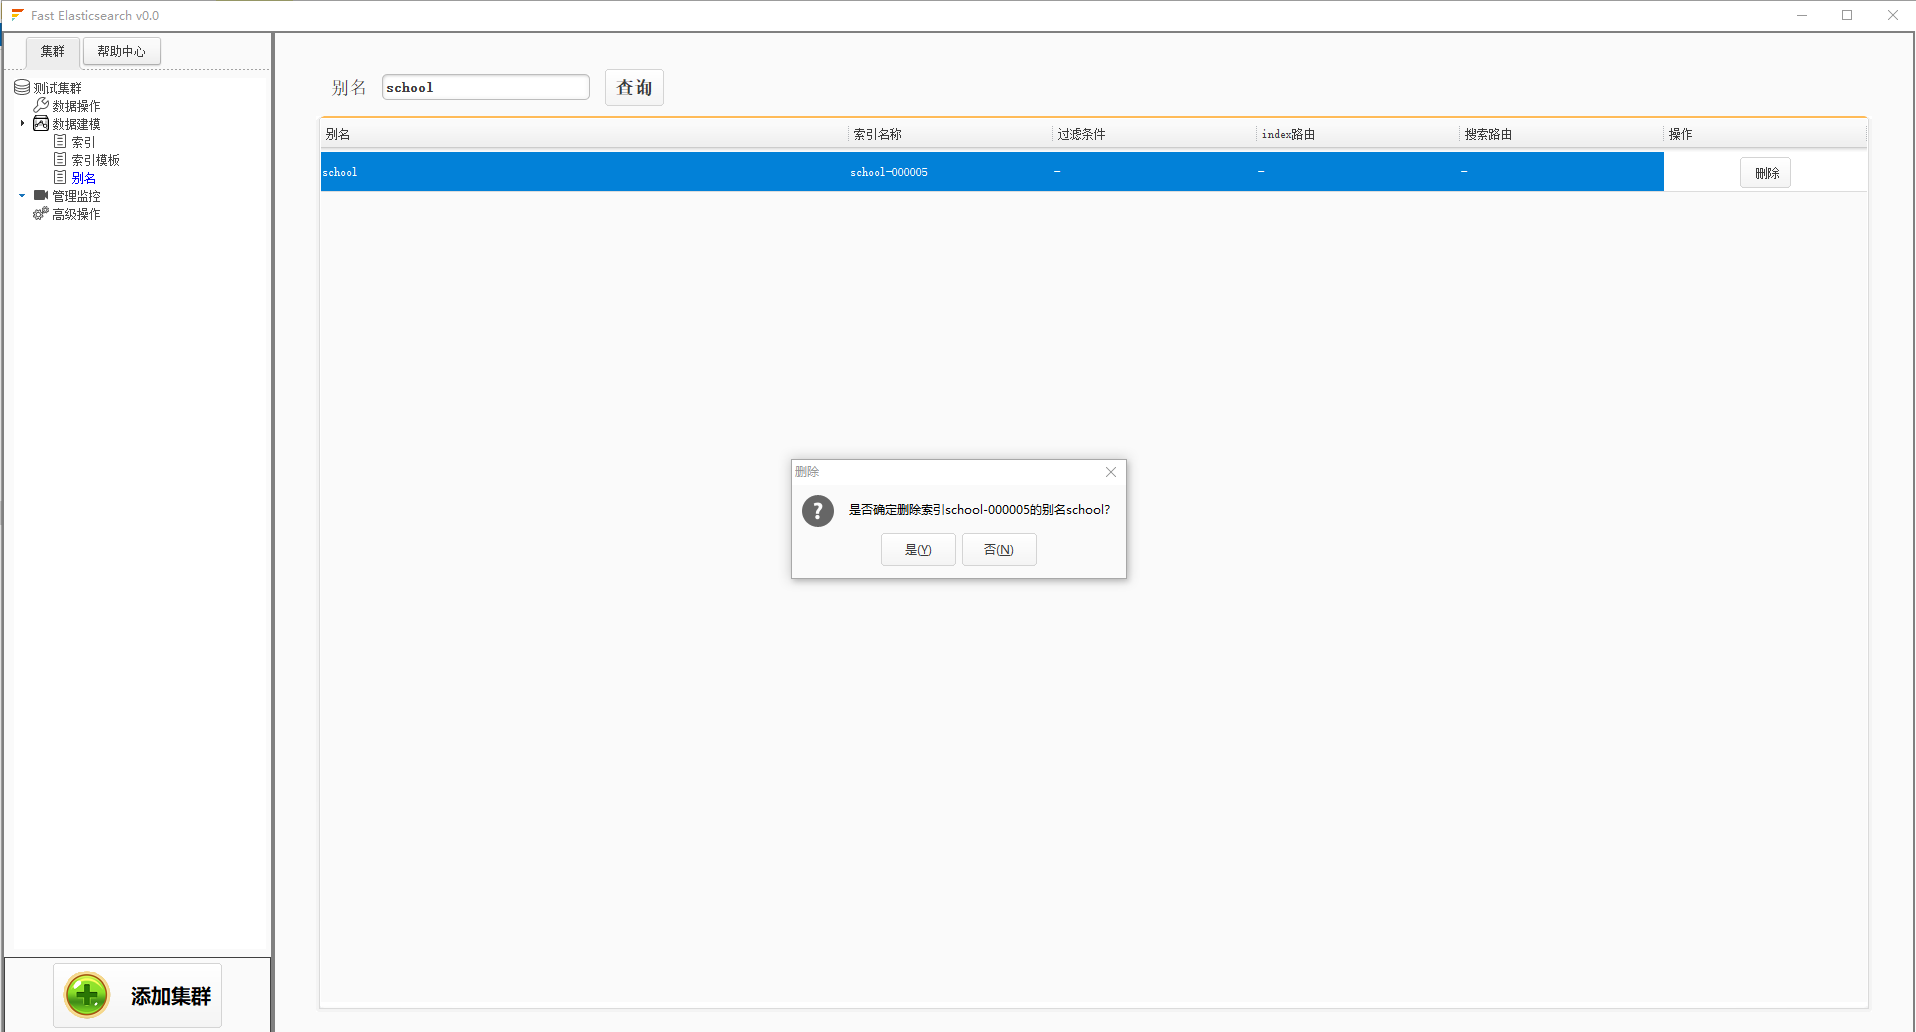 Fast Elasticsearch v0.0
集群 帮助中心
测试集群
数据操作
数据建模
索引
索引模板
别名
管理监控
高级操作
添加集群
别名 school 查询
别名 索引名称 过滤条件 index路由 搜索路由 操作
school school-000005 - - - 删除
删除
是否确定删除索引school-000005的别名school?
是(Y) 否(N)